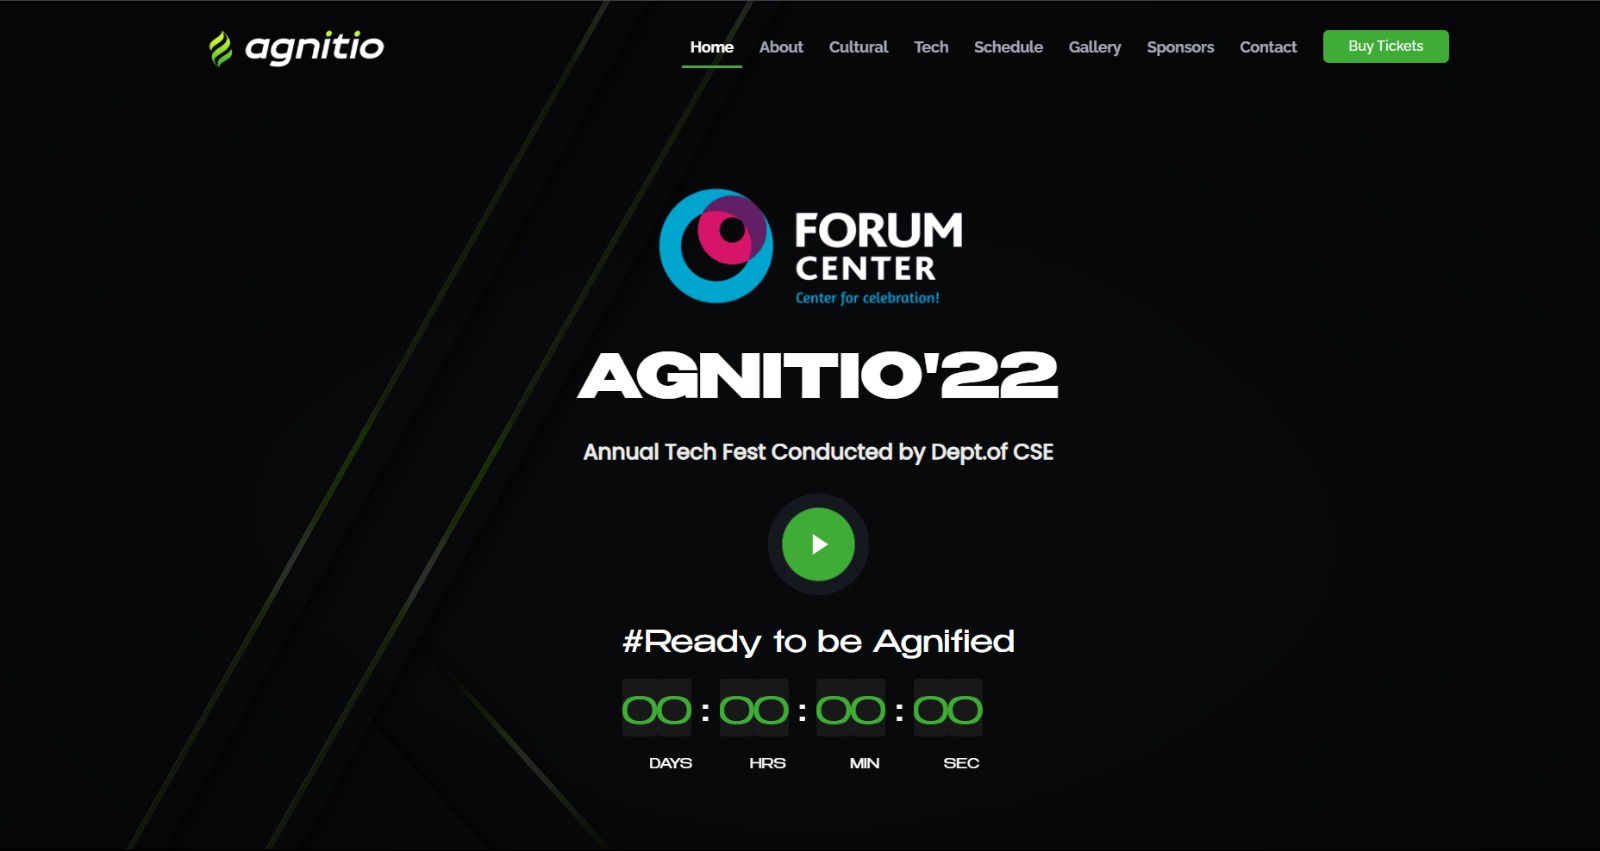 agnitio
Home About Cultural Tech Schedule Gallery Sponsors Contact Buy Tickets
FORUM
CENTER
Center for celebration!
AGNITIO'22
Annual Tech Fest Conducted by Dept.of CSE
#Ready to be Agnified
00 : 00 : 00 : 00
DAYS HRS MIN SEC